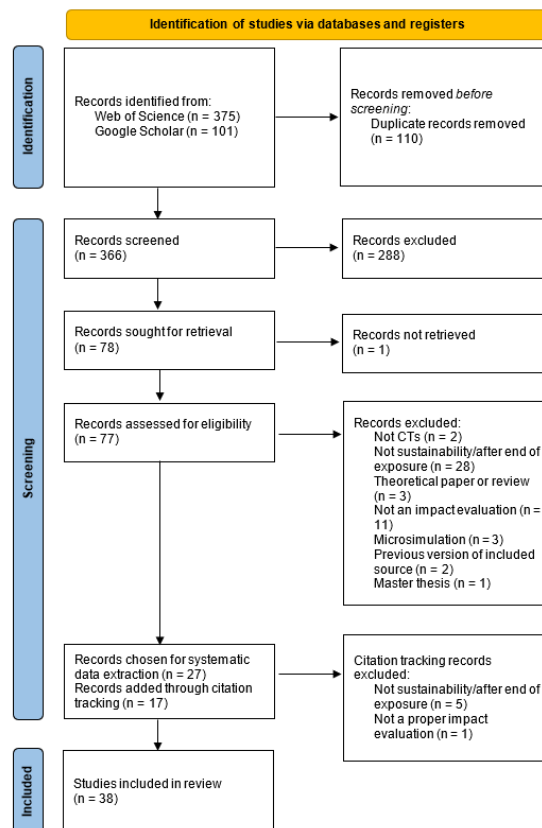 Identification of studies via databases and registers
Identification
Records identified from:
Web of Science (n = 375)
Google Scholar (n = 101)
Records removed before
screening:
Duplicate records removed
(n = 110)
Screening
Records screened
(n = 366)
Records excluded
(n = 288)
Records sought for retrieval
(n = 78)
Records not retrieved
(n = 1)
Records assessed for eligibility
(n = 77)
Records excluded:
Not CTs (n = 2)
Not sustainability/after end of
exposure (n = 28)
Theoretical paper or review
(n = 3)
Not an impact evaluation (n =
11)
Microsimulation (n = 3)
Previous version of included
source (n = 2)
Master thesis (n = 1)
Records chosen for systematic
data extraction (n = 27)
Records added through citation
tracking (n = 17)
Citation tracking records
excluded:
Not sustainability/after end of
exposure (n = 5)
Not a proper impact
evaluation (n = 1)
Included
Studies included in review
(n = 38)